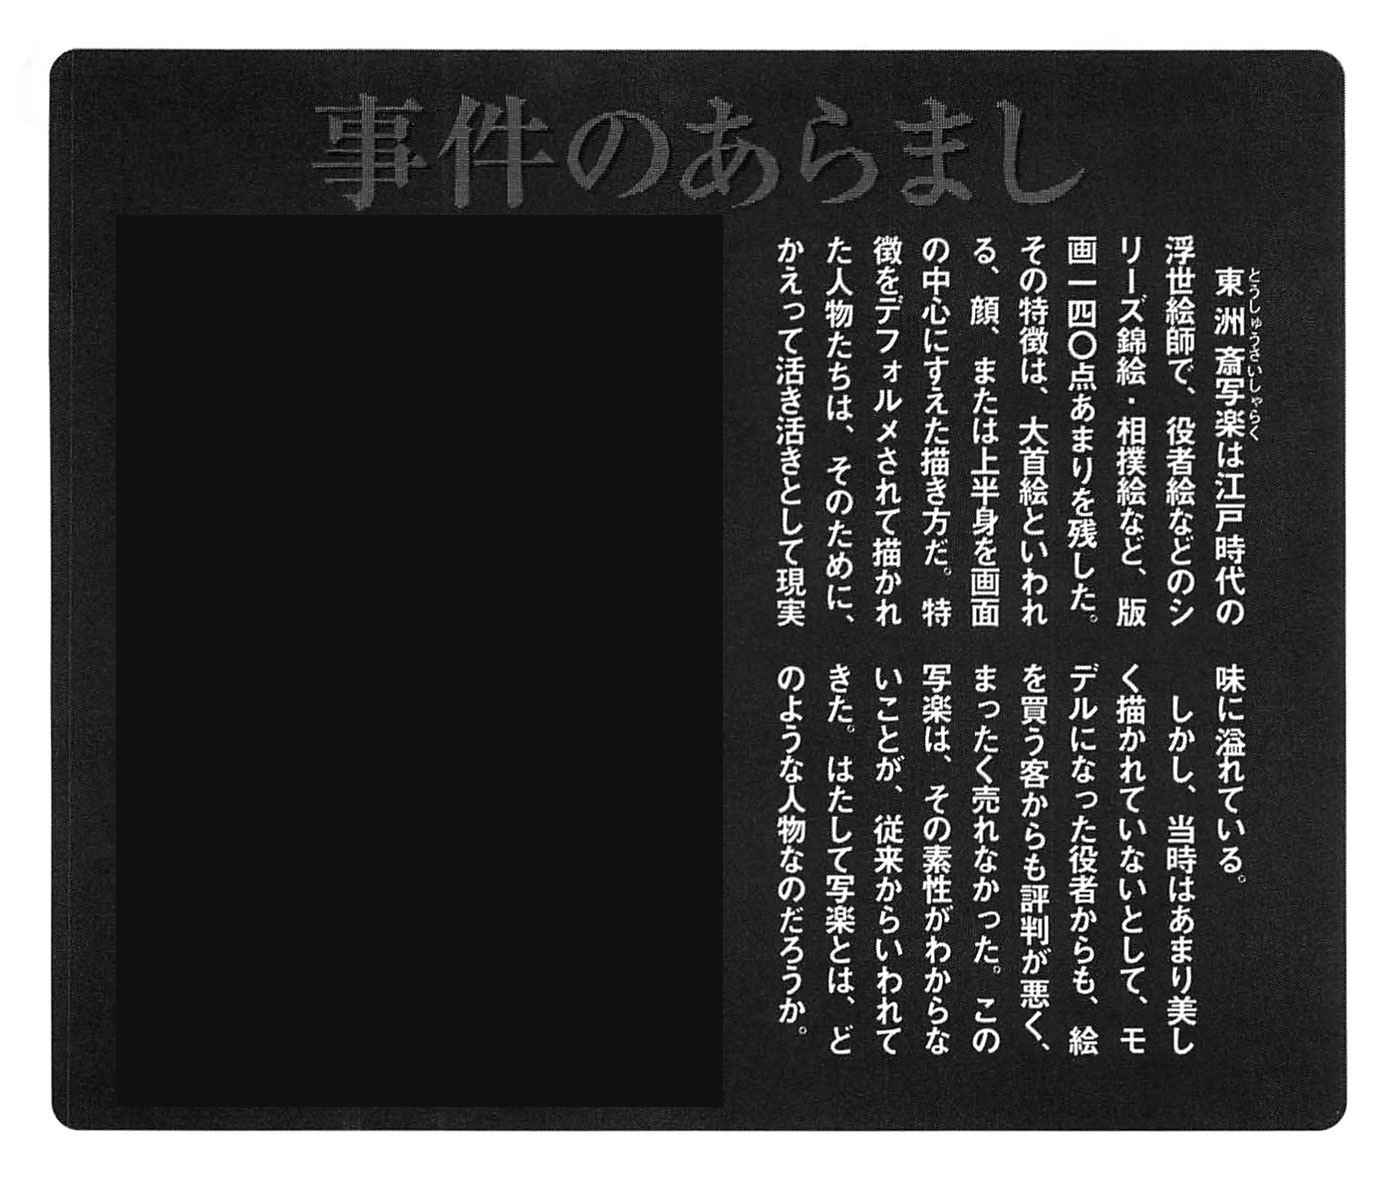 事件のあらまし
とうしゅうさいしゃらく
東洲斎写楽は江戸時代の
浮世絵師で、役者絵などのシ
リーズ錦絵・相撲絵など、版
画一四〇点あまりを残した。
その特徴は、大首絵といわれ
る、顔、または上半身を画面
の中心にすえた描き方だ。特
徴をデフォルメされて描かれ
た人物たちは、そのために、
かえって活き活きとして現実
味に溢れている。
しかし、当時はあまり美し
く描かれていないとして、モ
デルになった役者からも、絵
を買う客からも評判が悪く、
まったく売れなかった。この
写楽は、その素性がわからな
いことが、従来からいわれて
きた。はたして写楽とは、ど
のような人物なのだろうか。